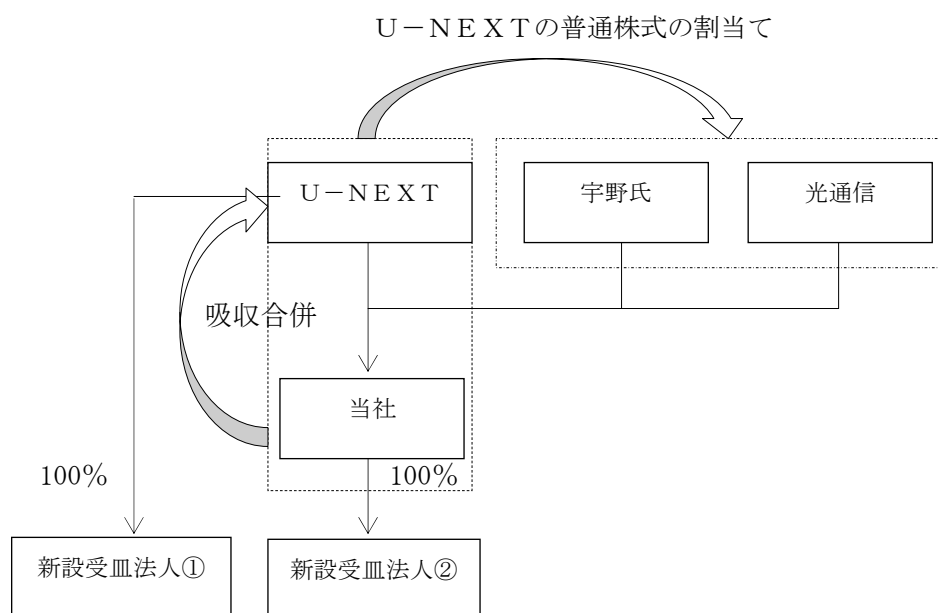 U-NEXTの普通株式の割当て
U-NEXT
宇野氏
光通信
吸収合併
当社
100%
100%
新設受皿法人①
新設受皿法人②